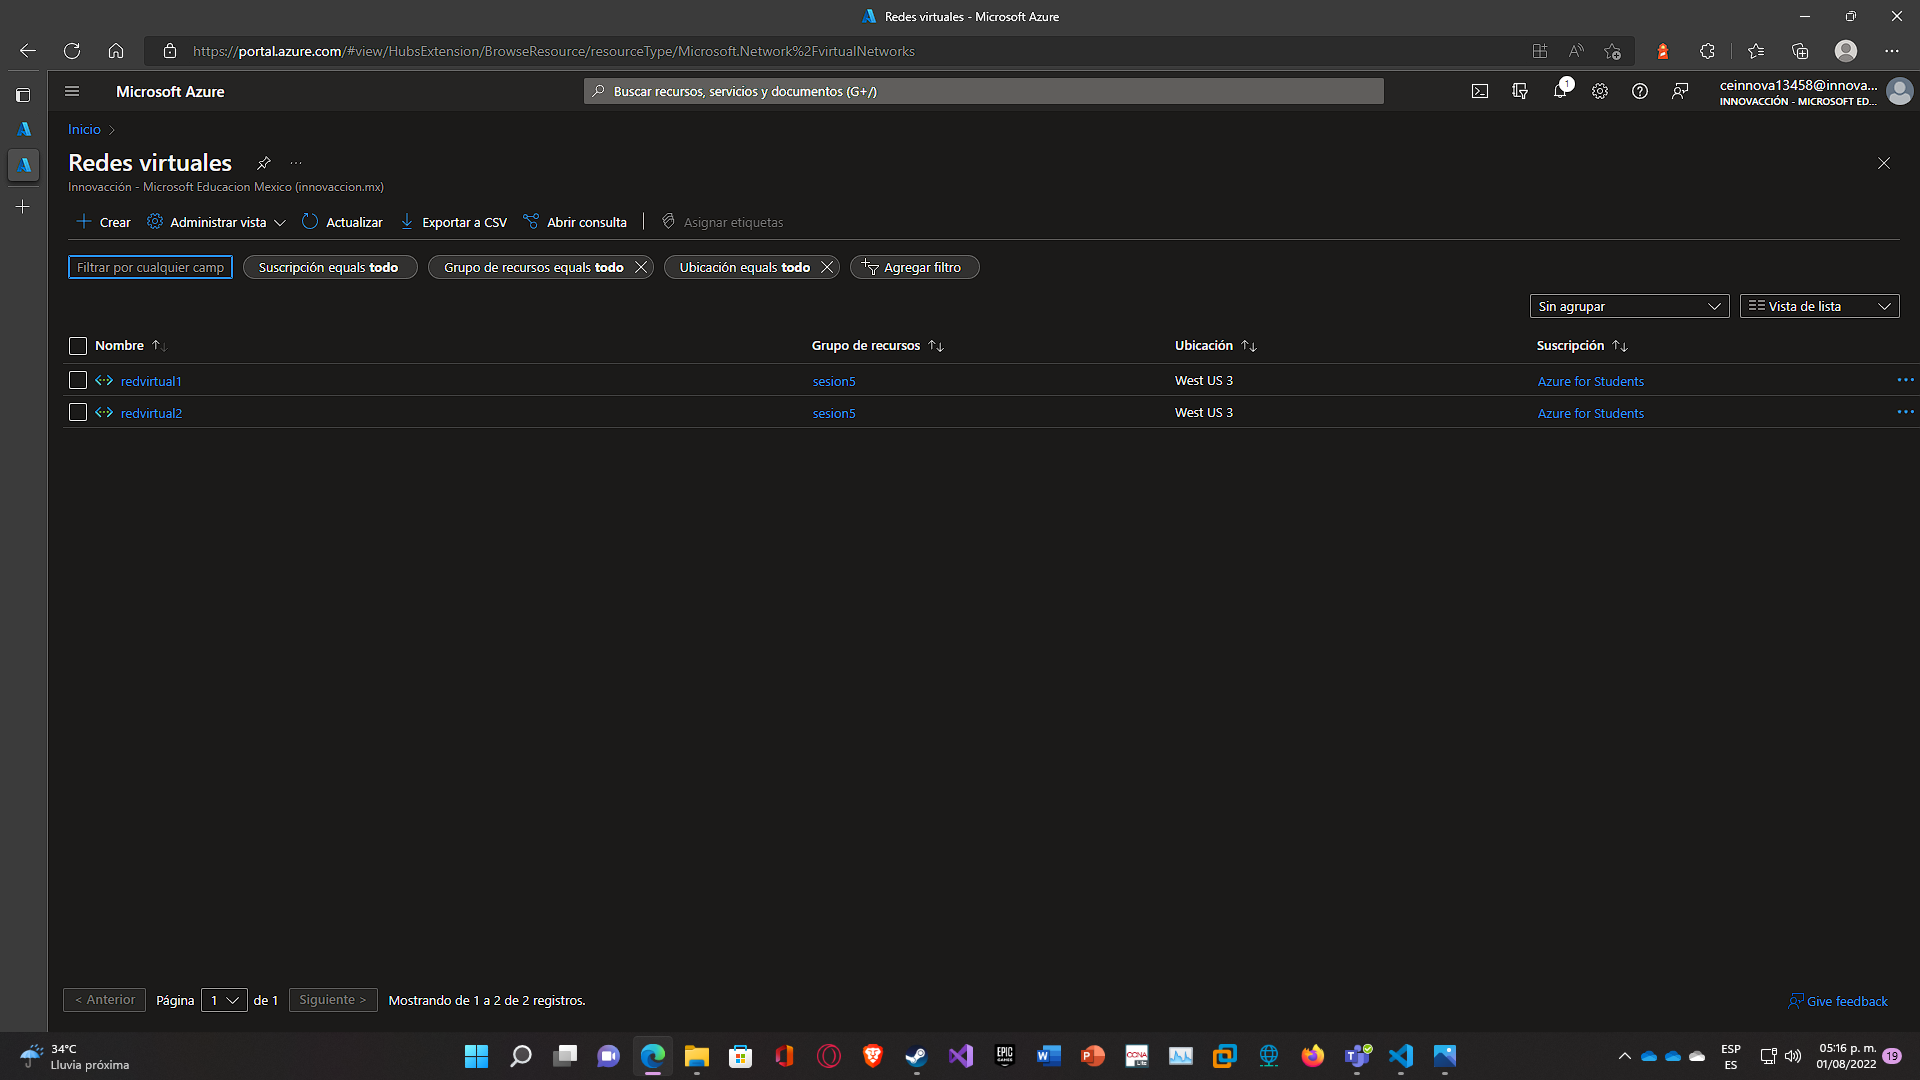 Redes virtuales - Microsoft Azure
https://portal.azure.com/#view/HubsExtension/BrowseResource/resourceType/Microsoft.Network%2FvirtualNetworks
Microsoft Azure
Buscar recursos, servicios y documentos (G+/)
1
ceinnova13458@innova...
INNOVACCIÓN - MICROSOFT ED...
Inicio
Redes virtuales
Innovacción - Microsoft Educacion Mexico (innovaccion.mx)
Crear
Administrar vista
Actualizar
Exportar a CSV
Abrir consulta
Asignar etiquetas
Filtrar por cualquier camp
Suscripción equals todo
Grupo de recursos equals todo
Ubicación equals todo
Agregar filtro
Sin agrupar
Vista de lista
Nombre
Grupo de recursos
Ubicación
Suscripción
redvirtual1
sesion5
West US 3
Azure for Students
redvirtual2
sesion5
West US 3
Azure for Students
< Anterior
Página
1
de 1
Siguiente >
Mostrando de 1 a 2 de 2 registros.
Give feedback
34°C
Lluvia próxima
EPIC GAMES
CCNA
Lite
ESP
ES
05:16 p. m.
01/08/2022
19